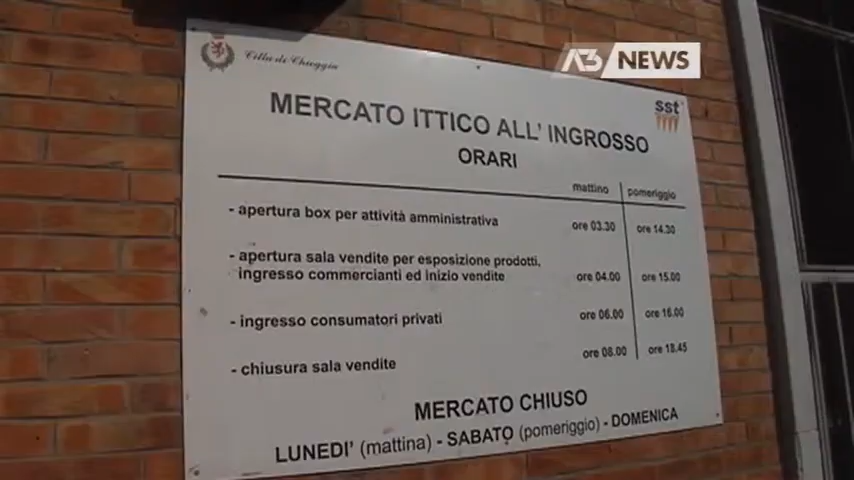 A3 NEWS
Città di Chioggia
sst
MERCATO ITTICO ALL' INGROSSO
ORARI
mattino pomeriggio
- apertura box per attività amministrativa ore 03.30 ore 14.30
- apertura sala vendite per esposizione prodotti,
ingresso commercianti ed inizio vendite ore 04.00 ore 15.00
- ingresso consumatori privati ore 06.00 ore 16.00
- chiusura sala vendite ore 08.00 ore 18.45
MERCATO CHIUSO
LUNEDI' (mattina) - SABATO (pomeriggio) - DOMENICA